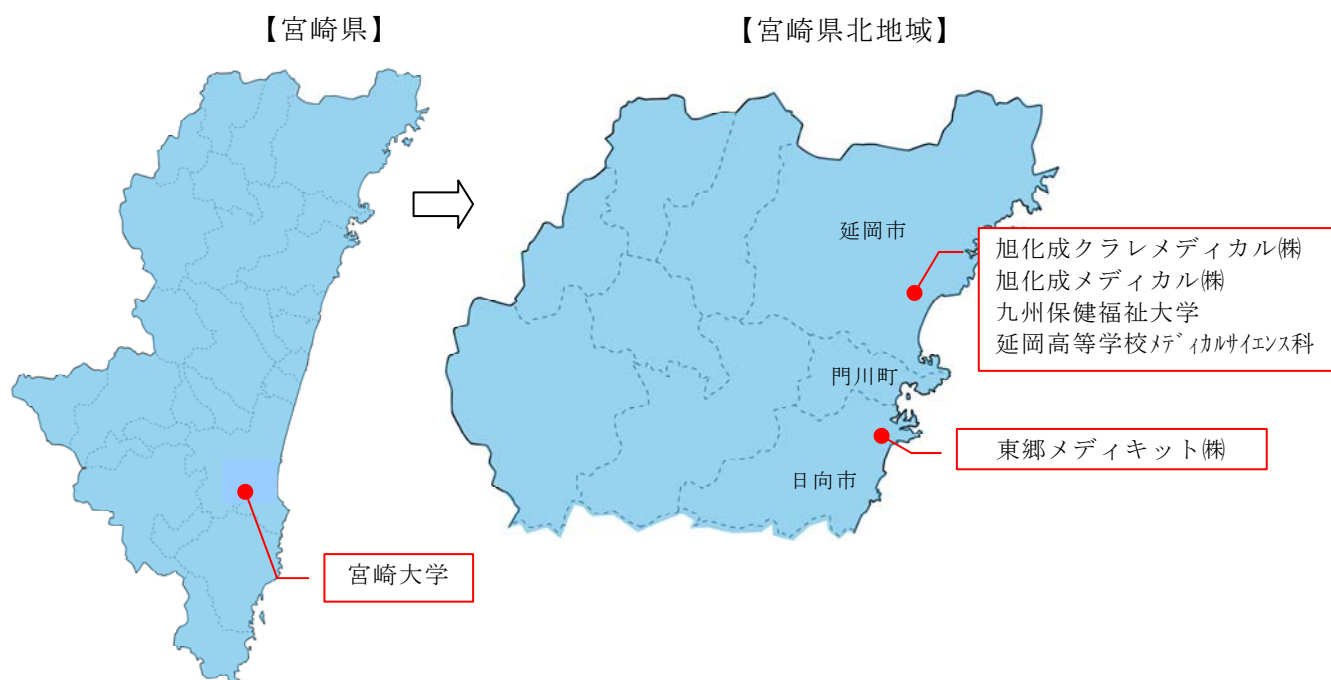 【宮崎県】
【宮崎県北地域】
延岡市
旭化成クラレメディカル㈱
旭化成メディカル㈱
九州保健福祉大学
延岡高等学校ﾒﾃﾞｨｶﾙｻｲｴﾝｽ科
門川町
東郷メディキット㈱
日向市
宮崎大学